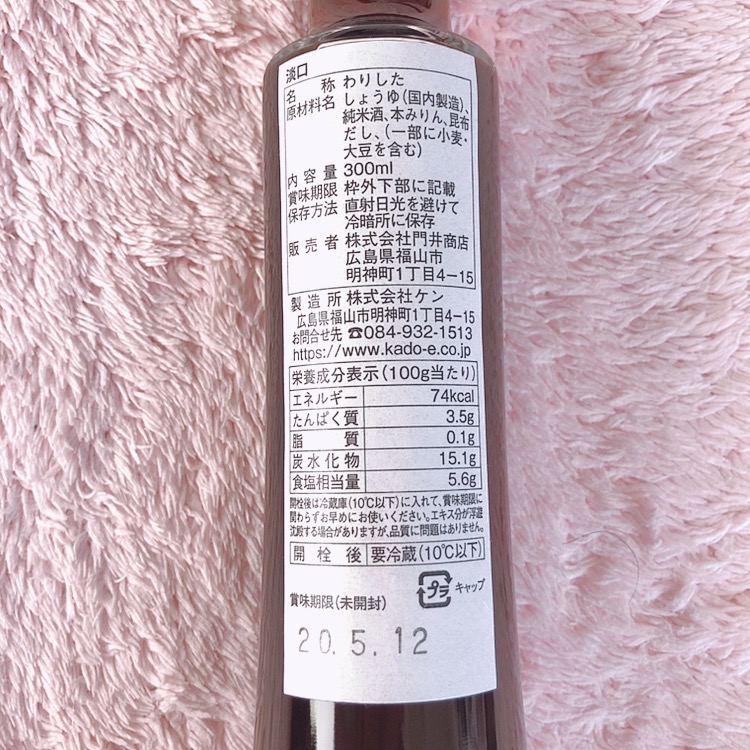 淡口
名称 わりした
原材料名 しょうゆ(国内製造)、
純米酒、本みりん、昆布
だし、(一部に小麦・
大豆を含む)
内容量 300ml
賞味期限 枠外下部に記載
保存方法 直射日光を避けて
冷暗所に保存
販売者 株式会社門井商店
広島県福山市
明神町1丁目4-15
製造所 株式会社ケン
広島県福山市明神町1丁目4-15
お問合せ先 ☎084-932-1513
https://www.kado-e.co.jp
栄養成分表示(100g当たり)
エネルギー 74kcal
たんぱく質 3.5g
脂質 0.1g
炭水化物 15.1g
食塩相当量 5.6g
開栓後は冷蔵庫(10℃以下)に入れて、賞味期限に
関わらずお早めにお使いください。エキス分が浮遊
沈殿する場合がありますが、品質に問題はありません。
開栓後 要冷蔵(10℃以下)
プラ キャップ
賞味期限(未開封)
20.5.12